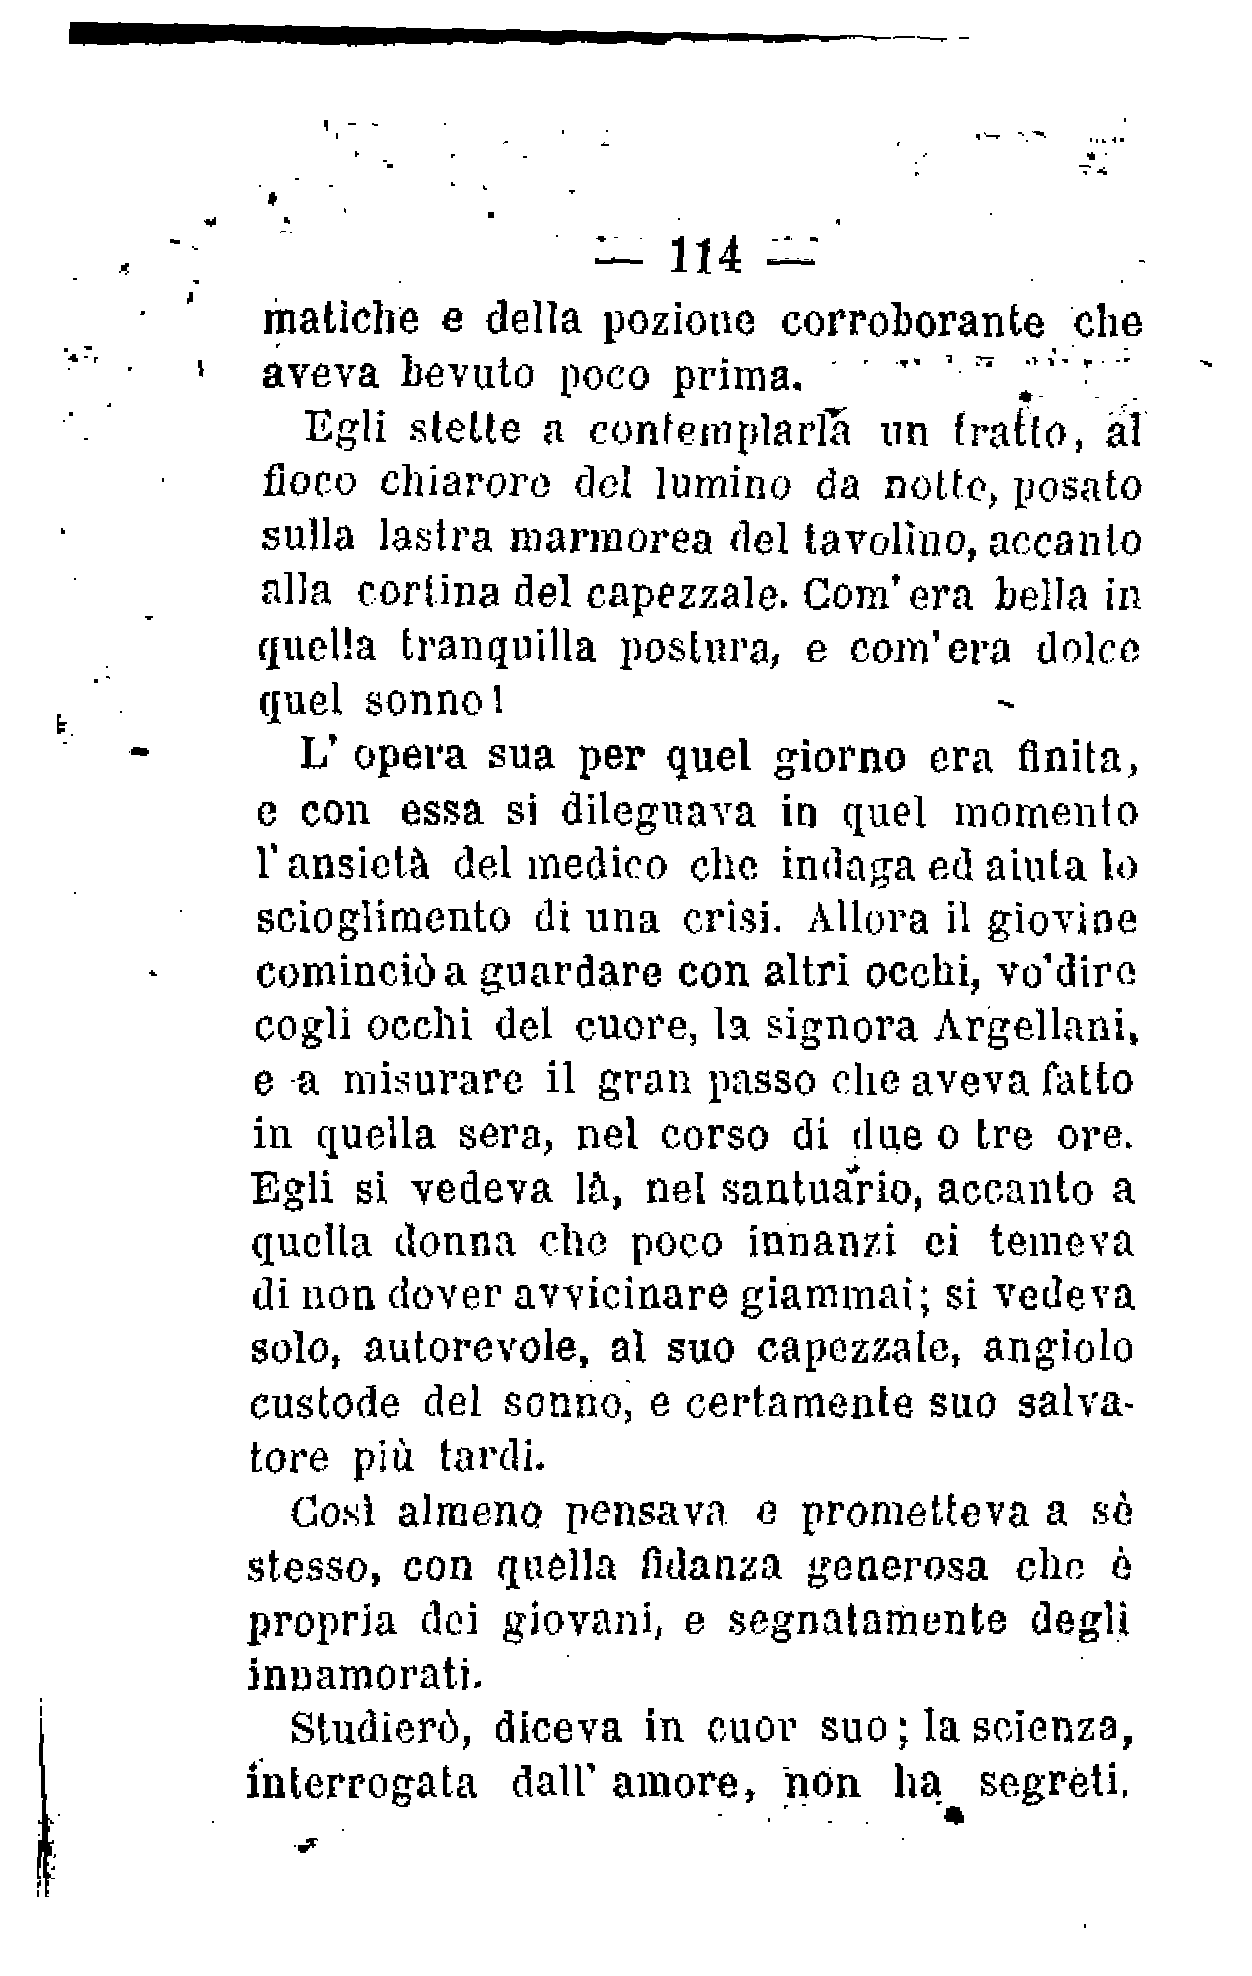 — 114 —
matiche e della pozione corroborante che
aveva bevuto poco prima.
Egli stette a contemplarla un tratto, al
fioco chiarore del lumino da notte, posato
sulla lastra marmorea del tavolino, accanto
alla cortina del capezzale. Com' era bella in
quella tranquilla postura, e com' era dolce
quel sonno!
L' opera sua per quel giorno era finita,
e con essa si dileguava in quel momento
l' ansietà del medico che indaga ed aiuta lo
scioglimento di una crisi. Allora il giovine
cominciò a guardare con altri occhi, vo' dire
cogli occhi del cuore, la signora Argellani,
e a misurare il gran passo che aveva fatto
in quella sera, nel corso di due o tre ore.
Egli si vedeva là, nel santuario, accanto a
quella donna che poco innanzi ei temeva
di non dover avvicinare giammai; si vedeva
solo, autorevole, al suo capezzale, angiolo
custode del sonno, e certamente suo salva-
tore più tardi.
Così almeno pensava e prometteva a sè
stesso, con quella fidanza generosa che è
propria dei giovani, e segnatamente degli
innamorati.
Studierò, diceva in cuor suo; la scienza,
interrogata dall' amore, non ha segreti.